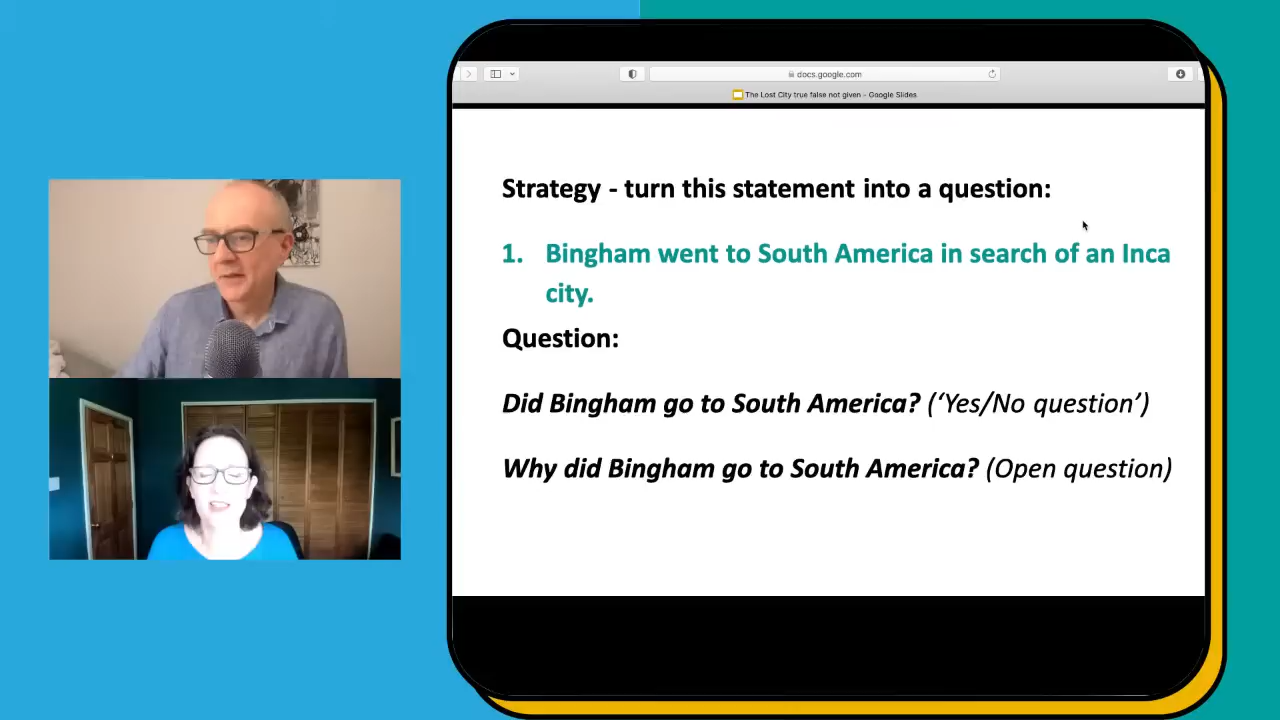 docs.google.com
The Lost City true false not given - Google Slides
Strategy - turn this statement into a question:
1. Bingham went to South America in search of an Inca
city.
Question:
Did Bingham go to South America? (‘Yes/No question’)
Why did Bingham go to South America? (Open question)